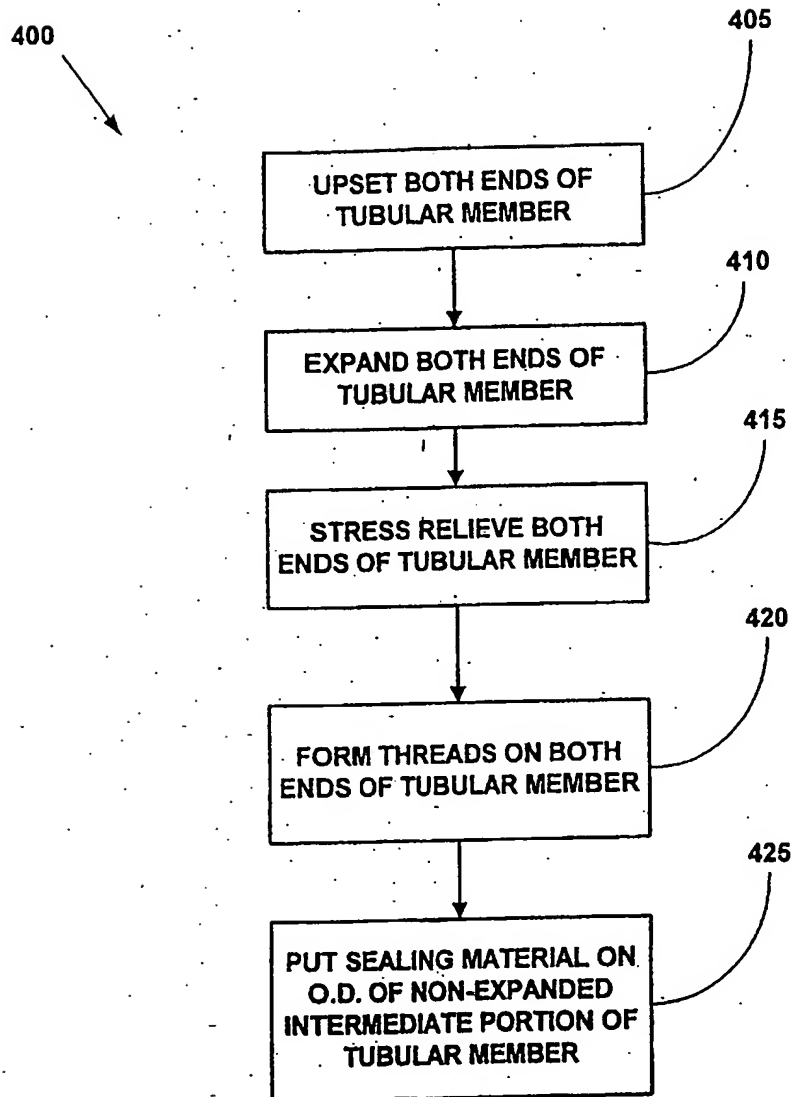 400
405
UPSET BOTH ENDS OF
TUBULAR MEMBER
410
EXPAND BOTH ENDS OF
TUBULAR MEMBER
415
STRESS RELIEVE BOTH
ENDS OF TUBULAR MEMBER
420
FORM THREADS ON BOTH
ENDS OF TUBULAR MEMBER
425
PUT SEALING MATERIAL ON
O.D. OF NON-EXPANDED
INTERMEDIATE PORTION OF
TUBULAR MEMBER